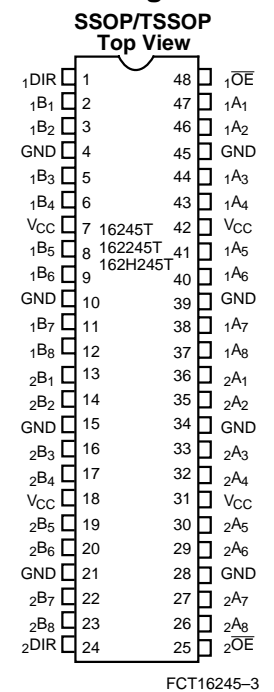 SSOP/TSSOP
Top View
1DIR 1 48 1OE
1B1 2 47 1A1
1B2 3 46 1A2
GND 4 45 GND
1B3 5 44 1A3
1B4 6 43 1A4
VCC 7 16245T 42 VCC
1B5 8 162245T 41 1A5
1B6 9 162H245T 40 1A6
GND 10 39 GND
1B7 11 38 1A7
1B8 12 37 1A8
2B1 13 36 2A1
2B2 14 35 2A2
GND 15 34 GND
2B3 16 33 2A3
2B4 17 32 2A4
VCC 18 31 VCC
2B5 19 30 2A5
2B6 20 29 2A6
GND 21 28 GND
2B7 22 27 2A7
2B8 23 26 2A8
2DIR 24 25 2OE
FCT16245–3